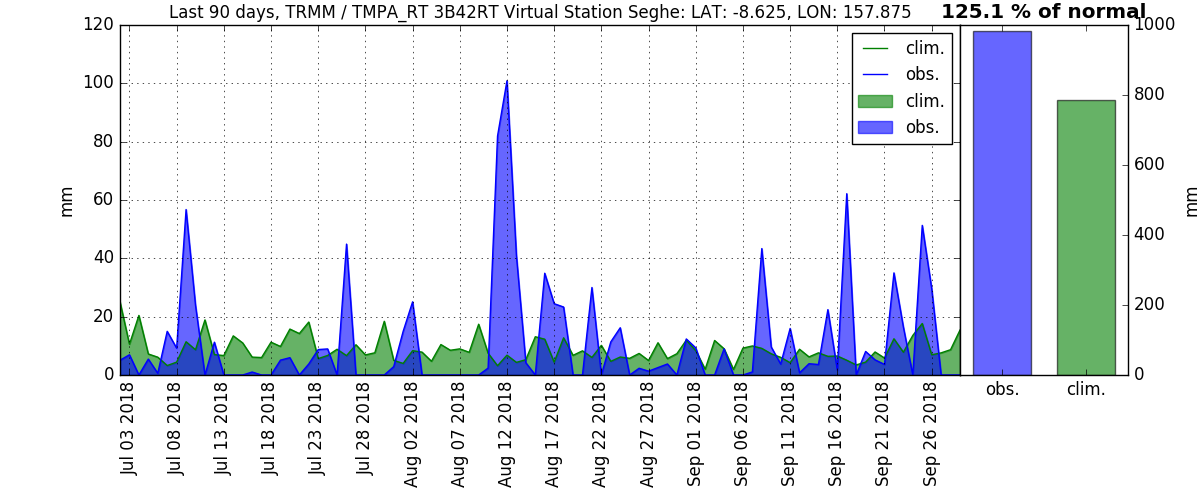 Last 90 days, TRMM / TMPA_RT 3B42RT Virtual Station Seghe: LAT: -8.625, LON: 157.875
125.1 % of normal
120
100
80
60
40
20
0
mm
clim.
obs.
clim.
obs.
1000
800
600
400
200
0
mm
obs.
clim.
Jul 03 2018
Jul 08 2018
Jul 13 2018
Jul 18 2018
Jul 23 2018
Jul 28 2018
Aug 02 2018
Aug 07 2018
Aug 12 2018
Aug 17 2018
Aug 22 2018
Aug 27 2018
Sep 01 2018
Sep 06 2018
Sep 11 2018
Sep 16 2018
Sep 21 2018
Sep 26 2018